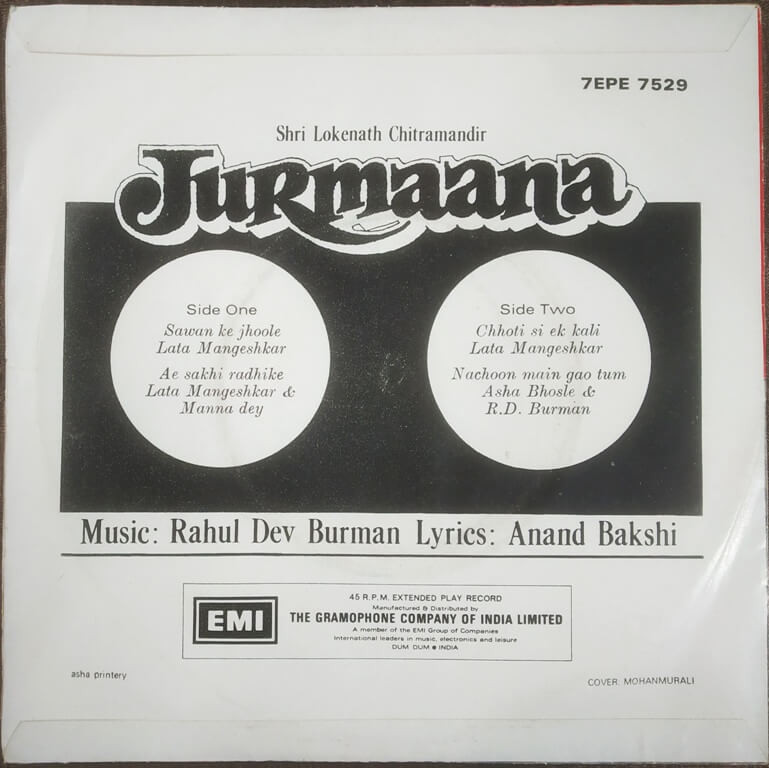 7EPE 7529
Shri Lokenath Chitramandir
Jurmaana
Side One
Sawan ke jhoole
Lata Mangeshkar
Ae sakhi radhike
Lata Mangeshkar &
Manna dey
Side Two
Chhoti si ek kali
Lata Mangeshkar
Nachoon main gao tum
Asha Bhosle &
R.D. Burman
Music: Rahul Dev Burman Lyrics: Anand Bakshi
EMI
45 R.P.M. EXTENDED PLAY RECORD
Manufactured & Distributed by
THE GRAMOPHONE COMPANY OF INDIA LIMITED
A member of the EMI Group of Companies
International leaders in music, electronics and leisure
DUM DUM ● INDIA
asha printery
COVER: MOHANMURALI